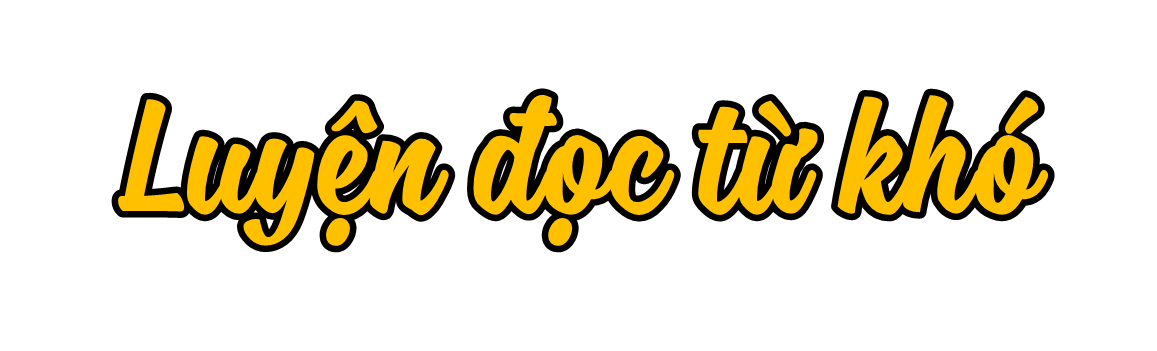 Luyện đọc từ khó